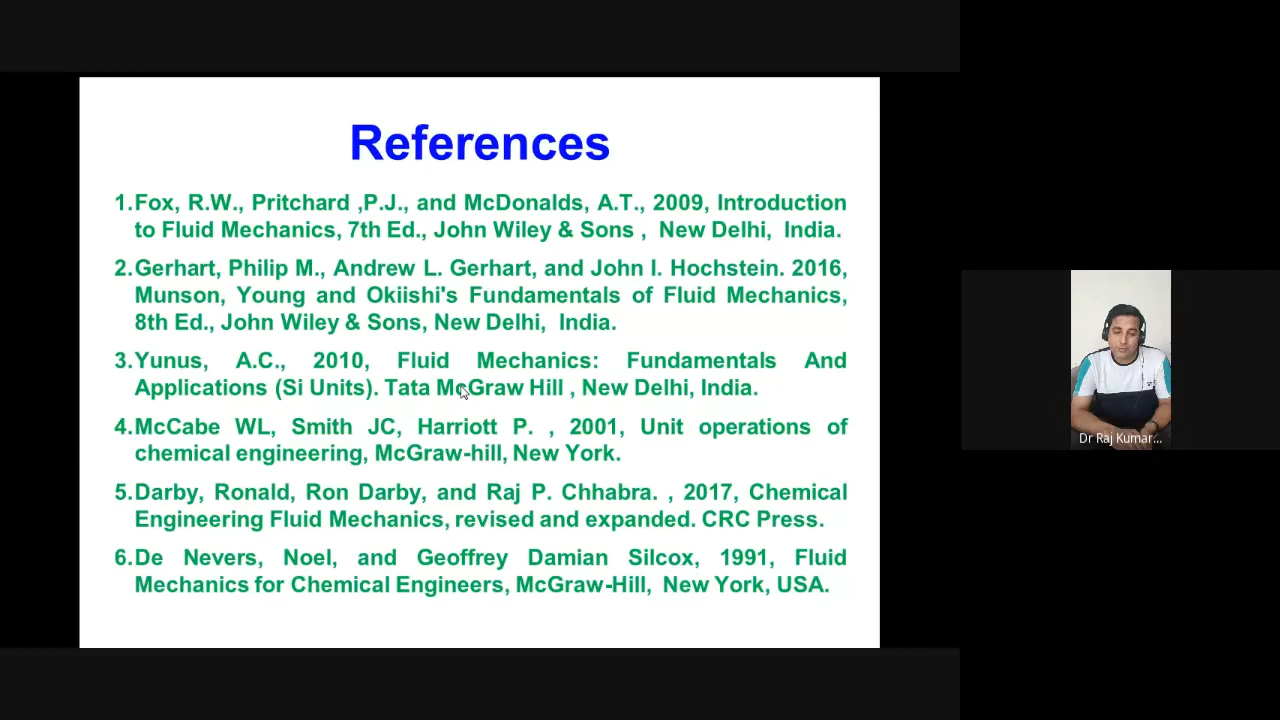 References
1. Fox, R.W., Pritchard ,P.J., and McDonalds, A.T., 2009, Introduction
to Fluid Mechanics, 7th Ed., John Wiley & Sons , New Delhi, India.
2. Gerhart, Philip M., Andrew L. Gerhart, and John I. Hochstein. 2016,
Munson, Young and Okiishi's Fundamentals of Fluid Mechanics,
8th Ed., John Wiley & Sons, New Delhi, India.
3. Yunus, A.C., 2010, Fluid Mechanics: Fundamentals And
Applications (Si Units). Tata McGraw Hill , New Delhi, India.
4. McCabe WL, Smith JC, Harriott P. , 2001, Unit operations of
chemical engineering, McGraw-hill, New York.
5. Darby, Ronald, Ron Darby, and Raj P. Chhabra. , 2017, Chemical
Engineering Fluid Mechanics, revised and expanded. CRC Press.
6. De Nevers, Noel, and Geoffrey Damian Silcox, 1991, Fluid
Mechanics for Chemical Engineers, McGraw-Hill, New York, USA.
Dr Raj Kumar...